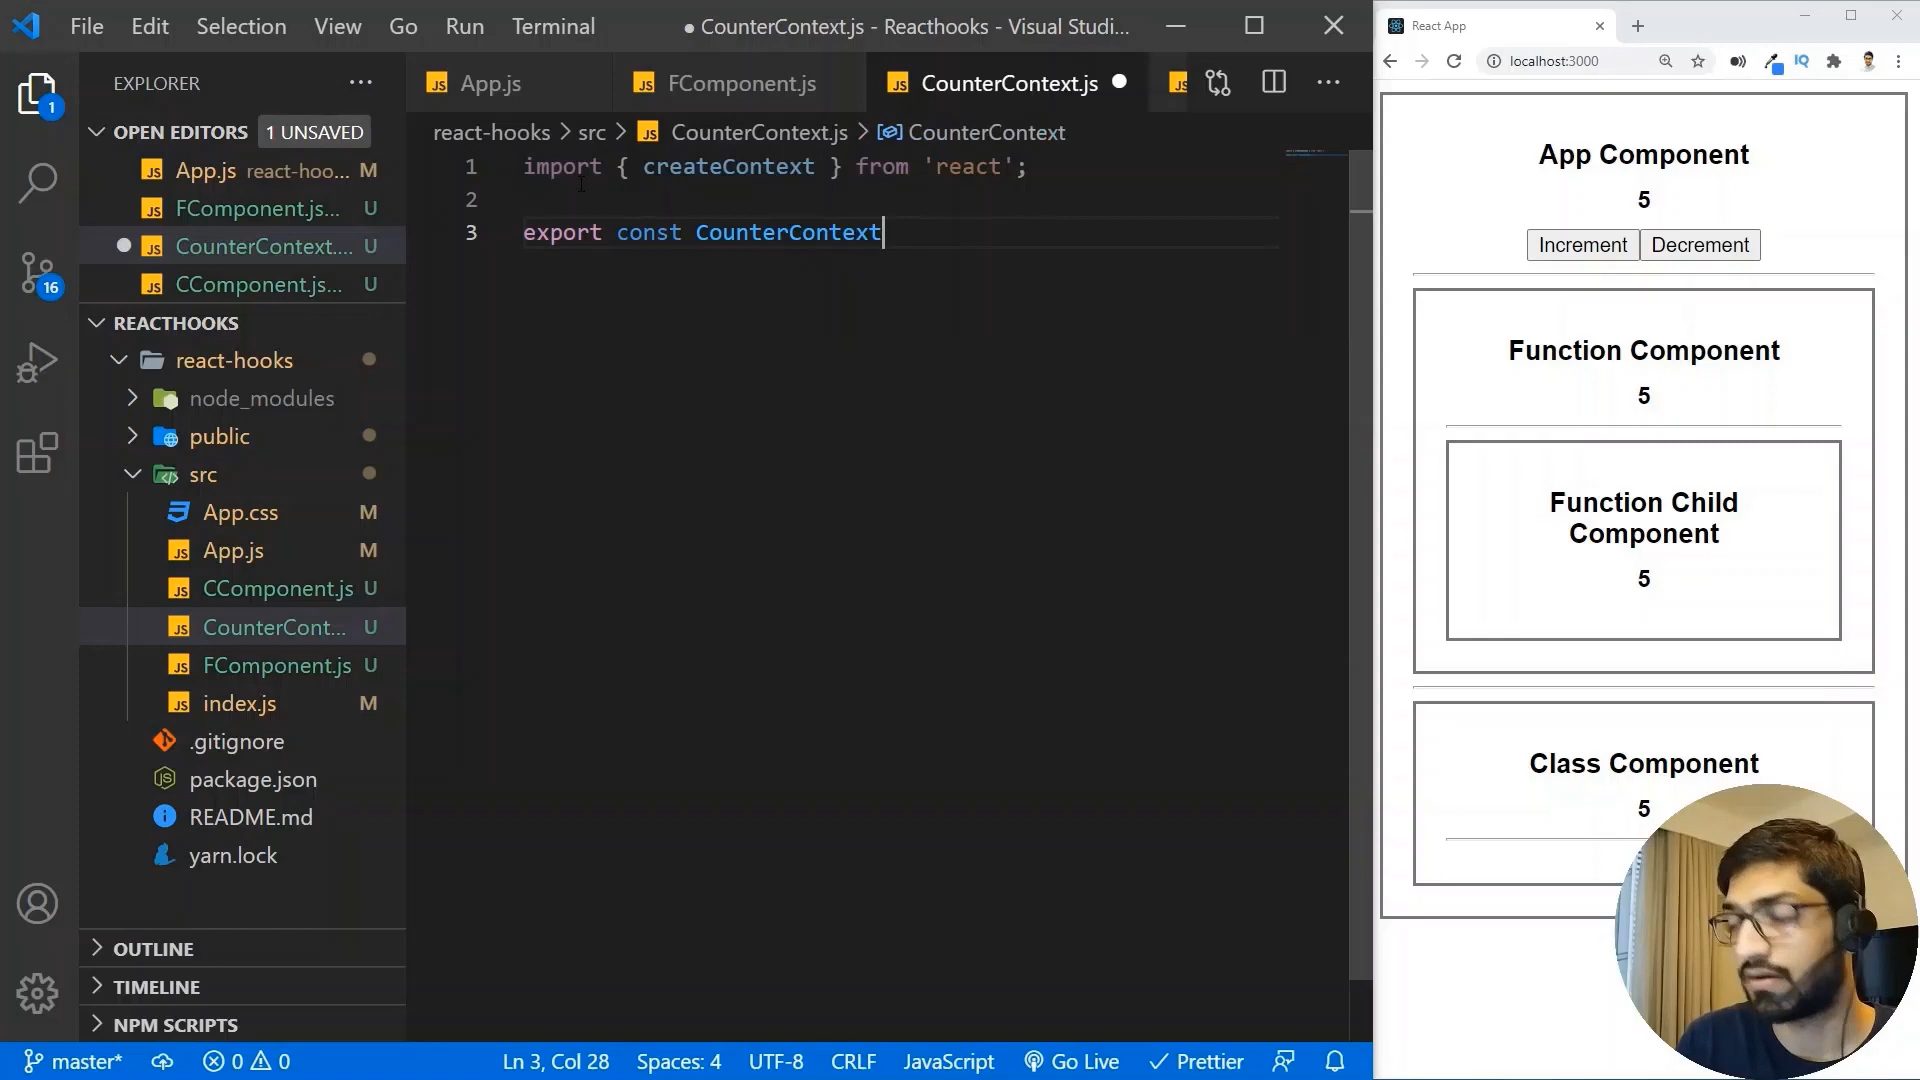 File Edit Selection View Go Run Terminal
● CounterContext.js - Reacthooks - Visual Studi...
EXPLORER
OPEN EDITORS 1 UNSAVED
App.js react-hoo... M
FComponent.js... U
CounterContext.... U
CComponent.js... U
REACTHOOKS
react-hooks
node_modules
public
src
App.css M
App.js M
CComponent.js U
CounterCont... U
FComponent.js U
index.js M
.gitignore
package.json
README.md
yarn.lock
OUTLINE
TIMELINE
NPM SCRIPTS
1
16
App.js
FComponent.js
CounterContext.js
JS
react-hooks > src > JS CounterContext.js > CounterContext
1 import { createContext } from 'react';
2
3 export const CounterContext
master* 0 0 Ln 3, Col 28 Spaces: 4 UTF-8 CRLF JavaScript Go Live Prettier
React App
localhost:3000
IQ
App Component
5
Increment Decrement
Function Component
5
Function Child
Component
5
Class Component
5